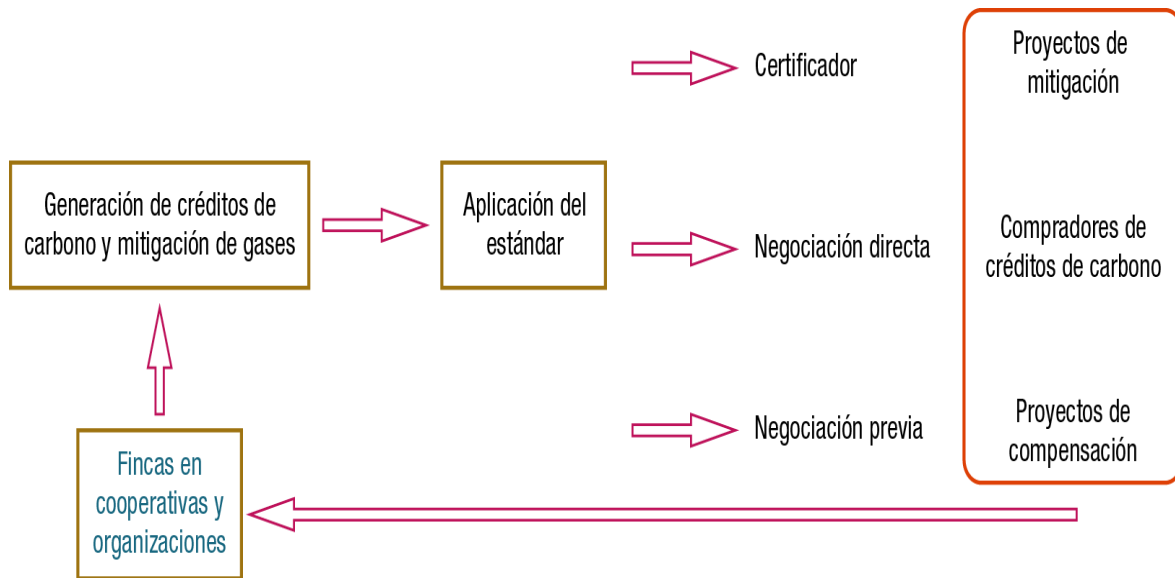 Certificador
Proyectos de
mitigación
Generación de créditos de
carbono y mitigación de gases
Aplicación del
estándar
Negociación directa
Compradores de
créditos de carbono
Negociación previa
Proyectos de
compensación
Fincas en
cooperativas y
organizaciones